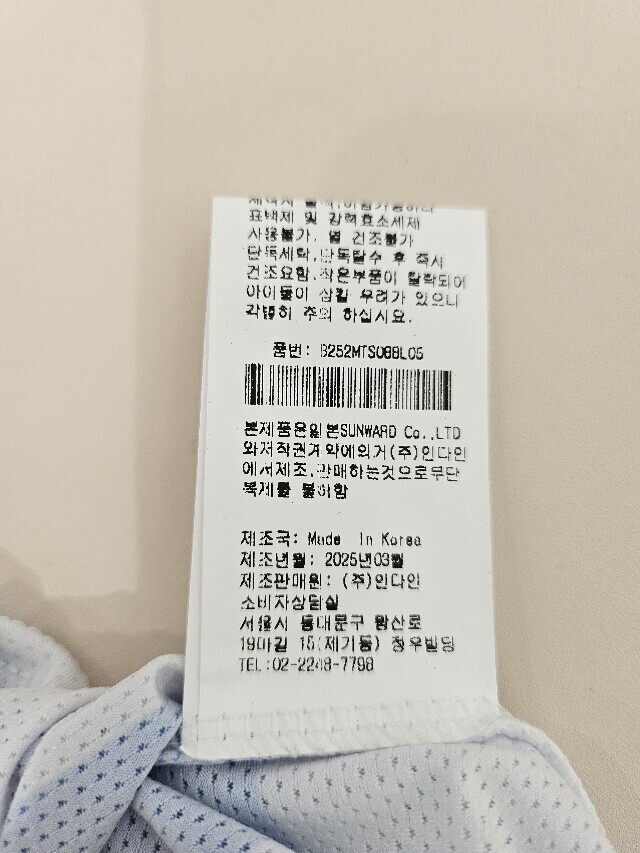 표백제 및 강력효소세제
사용불가. 열 건조불가
단독세탁,단독탈수 후 즉시
건조요함.작은부품이 탈락되어
아이들이 삼킬 우려가 있으니
각별히 주의 하십시요.
품번: B252MTS088L06
본제품은일본SUNWARD Co.,LTD
와저작권계약에의거(주)인다인
에서제조,판매하는것으로무단
복제를 불허함
제조국: Made In Korea
제조년월: 2025년03월
제조판매원: (주)인다인
소비자상담실
서울시 동대문구 왕산로
19마길 15(제기동) 정우빌딩
TEL:02-2248-7798